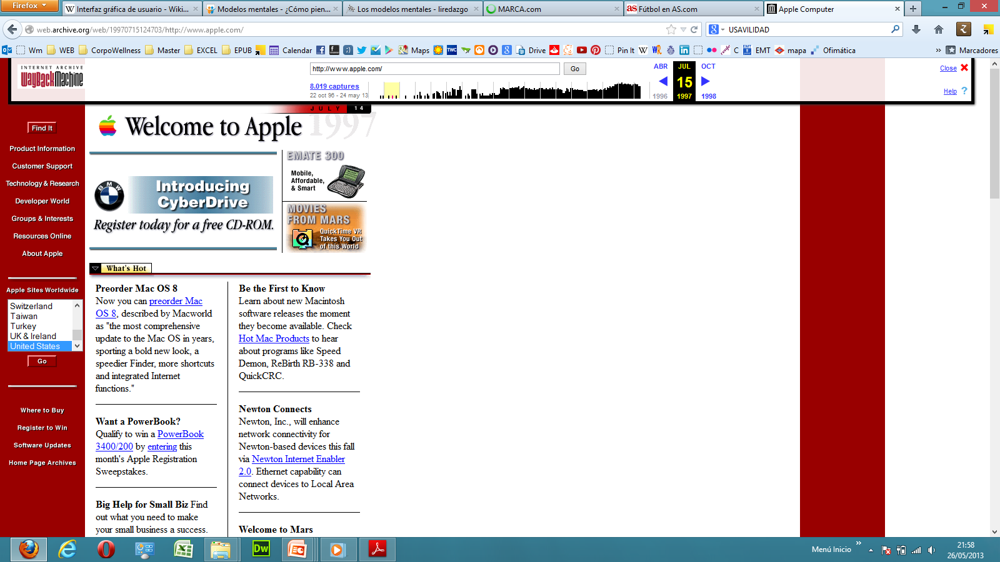 Firefox
Interfaz gráfica de usuario - Wiki...
Modelos mentales - ¿Cómo pien...
Los modelos mentales - liredazgo
MARCA.com
Fútbol en AS.com
Apple Computer
web.archive.org/web/19970715124703/http://www.apple.com/
USAVILIDAD
Wm WEB CorpoWellness Master EXCEL EPUB Calendar Maps Drive Pin It C EMT mapa Ofimática » Marcadores
INTERNET ARCHIVE
WayBackMachine
http://www.apple.com/
Go
8.019 captures
22 oct 96 - 24 may 13
ABR JUL OCT
15
1996 1997 1998
Close
Help ?
JULY 14
1997
Welcome to Apple
Find It
Product Information
Customer Support
Technology & Research
Developer World
Groups & Interests
Resources Online
About Apple
Apple Sites Worldwide
Switzerland
Taiwan
Turkey
UK & Ireland
United States
Go
Where to Buy
Register to Win
Software Updates
Home Page Archives
BMW
Introducing
CyberDrive
Register today for a free CD-ROM.
EMATE 300
Mobile,
Affordable,
& Smart
MOVIES
FROM MARS
QuickTime VR
Takes You Out
of this World
What's Hot
Preorder Mac OS 8
Now you can preorder Mac
OS 8, described by Macworld
as "the most comprehensive
update to the Mac OS in years,
sporting a bold new look, a
speedier Finder, more shortcuts
and integrated Internet
functions."
Want a PowerBook?
Qualify to win a PowerBook
3400/200 by entering this
month's Apple Registration
Sweepstakes.
Big Help for Small Biz Find
out what you need to make
your small business a success.
Be the First to Know
Learn about new Macintosh
software releases the moment
they become available. Check
Hot Mac Products to hear
about programs like Speed
Demon, ReBirth RB-338 and
QuickCRC.
Newton Connects
Newton, Inc., will enhance
network connectivity for
Newton-based devices this fall
via Newton Internet Enabler
2.0. Ethernet capability can
connect devices to Local Area
Networks.
Welcome to Mars
Dw
Menú Inicio »
21:58
26/05/2013